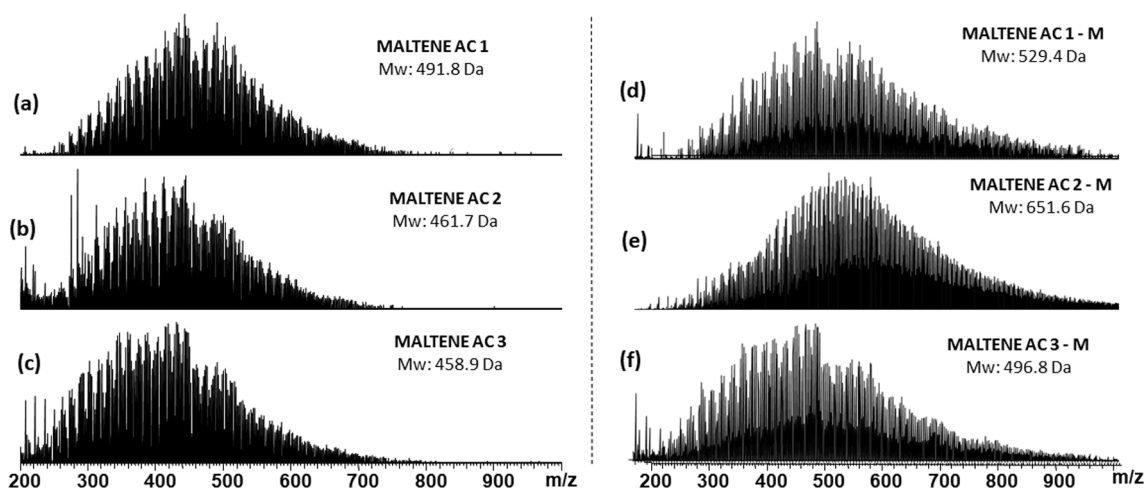 (a)
MALTENE AC 1
Mw: 491.8 Da
(b)
MALTENE AC 2
Mw: 461.7 Da
(c)
MALTENE AC 3
Mw: 458.9 Da
200 300 400 500 600 700 800 900 m/z
(d)
MALTENE AC 1 - M
Mw: 529.4 Da
(e)
MALTENE AC 2 - M
Mw: 651.6 Da
(f)
MALTENE AC 3 - M
Mw: 496.8 Da
200 300 400 500 600 700 800 900 m/z